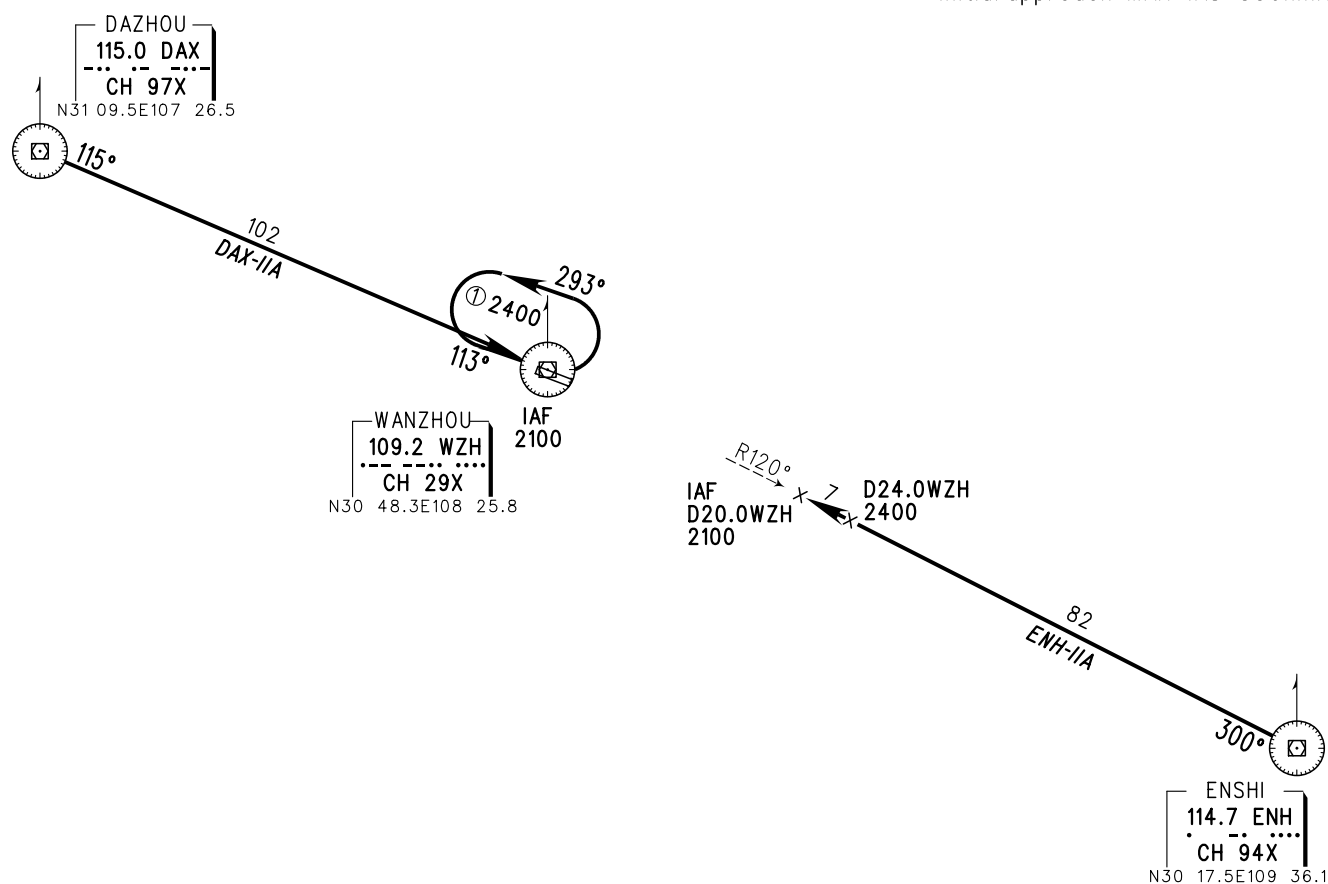 DAZHOU
115.0 DAX
CH 97X
N31 09.5E107 26.5
115°
102
DAX-11A
293°
① 2400
113°
IAF
2100
WANZHOU
109.2 WZH
CH 29X
N30 48.3E108 25.8
R120°
7
IAF
D20.0WZH
2100
D24.0WZH
2400
82
ENH-11A
300°
ENSHI
114.7 ENH
CH 94X
N30 17.5E109 36.1